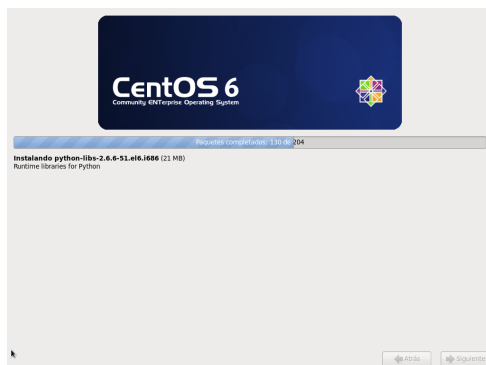 CentOS 6
Community ENTerprise Operating System
Paquetes completados: 130 de 204
Instalando python-libs-2.6.6-51.el6.i686 (21 MB)
Runtime libraries for Python
Atrás
Siguiente